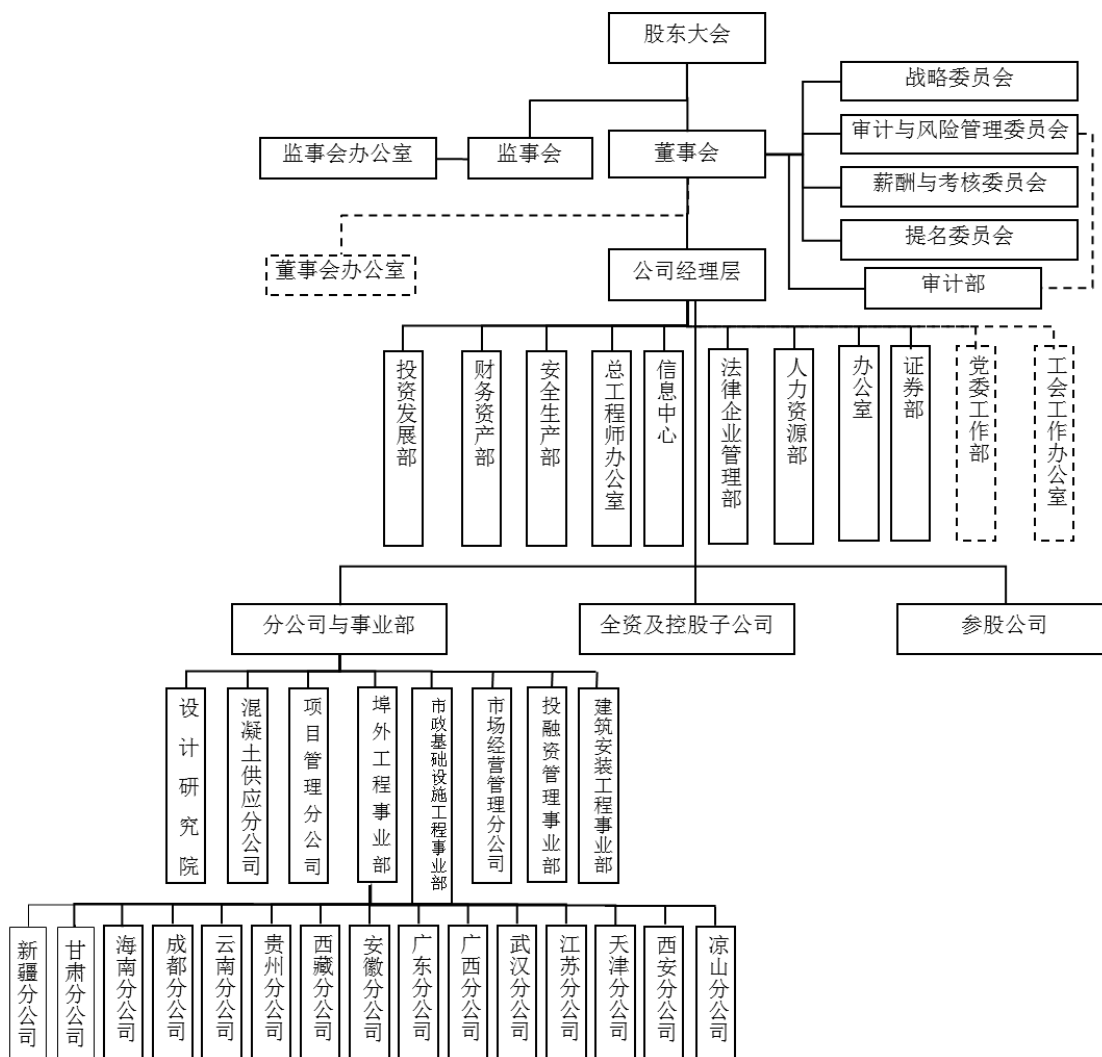 股东大会
战略委员会
审计与风险管理委员会
监事会办公室
监事会
董事会
薪酬与考核委员会
提名委员会
董事会办公室
公司经理层
审计部
投资发展部
财务资产部
安全生产部
总工程师办公室
信息中心
法律企业管理部
人力资源部
办公室
证券部
党委工作部
工会工作办公室
分公司与事业部
全资及控股子公司
参股公司
设计研究院
混凝土供应分公司
项目管理分公司
埠外工程事业部
市政基础设施工程事业部
市场经营管理分公司
投融资管理事业部
建筑安装工程事业部
新疆分公司
甘肃分公司
海南分公司
成都分公司
云南分公司
贵州分公司
西藏分公司
安徽分公司
广东分公司
广西分公司
武汉分公司
江苏分公司
天津分公司
西安分公司
凉山分公司